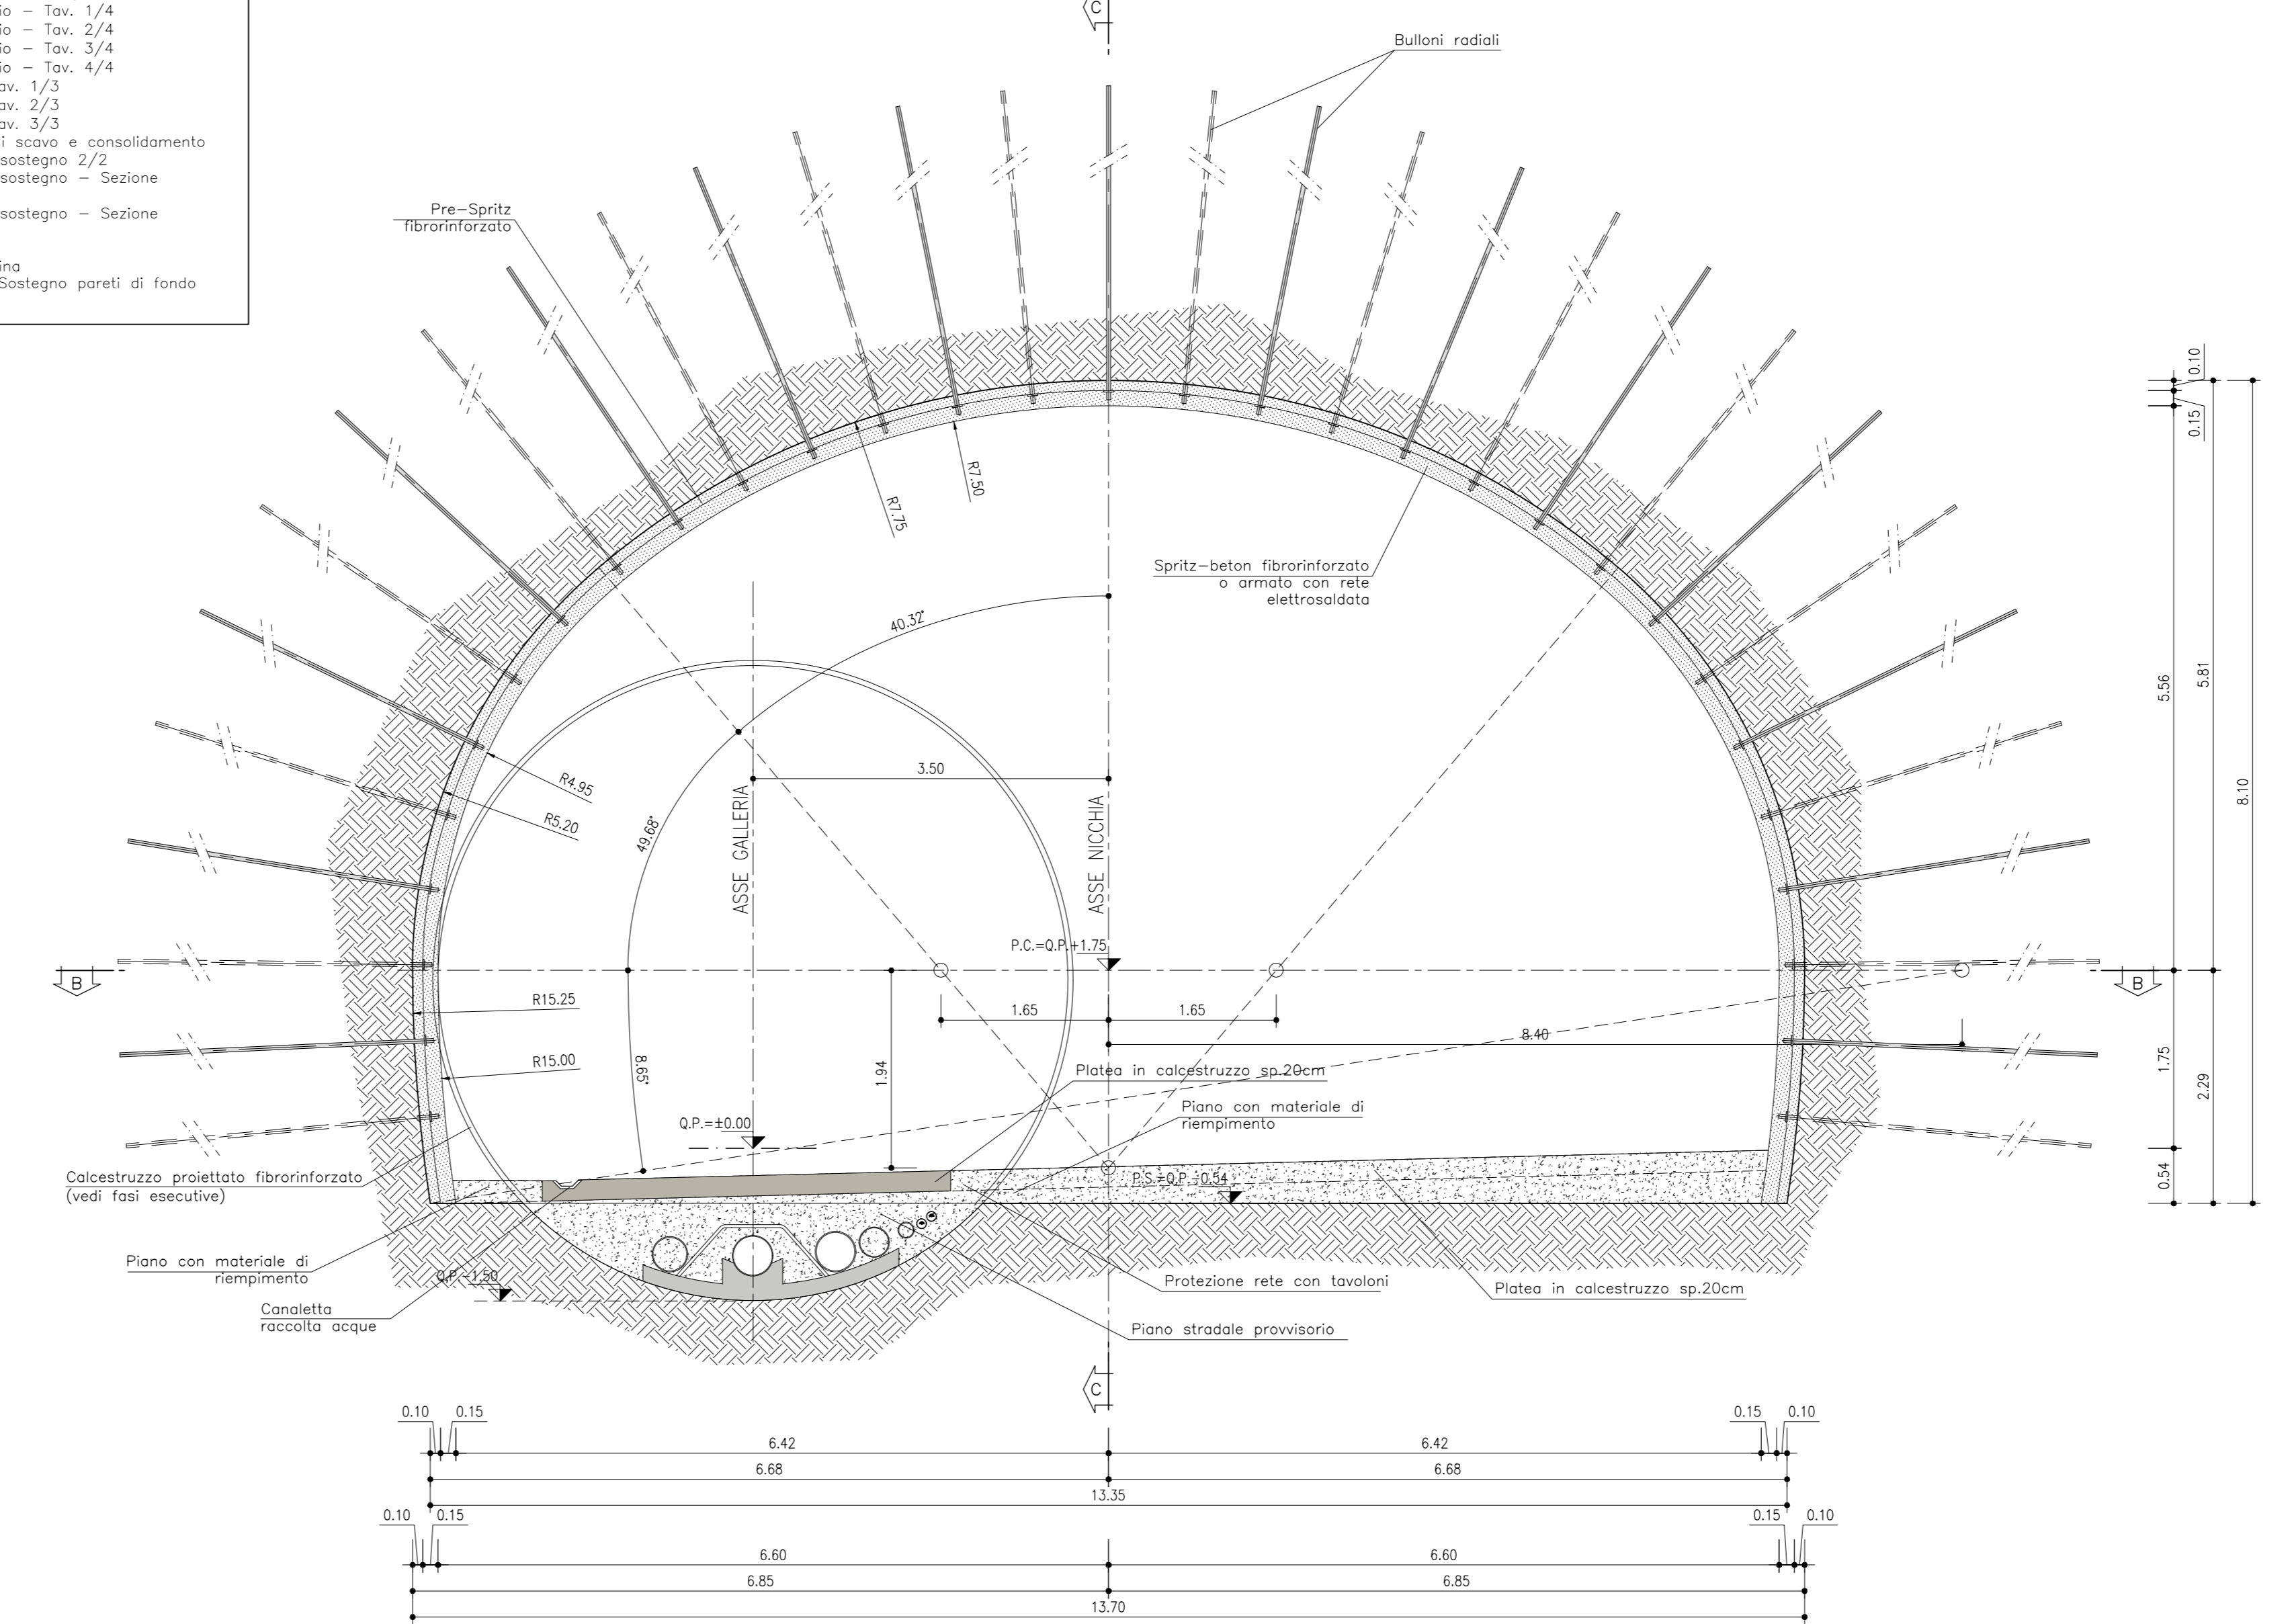 io – Tav. 1/4
io – Tav. 2/4
io – Tav. 3/4
io – Tav. 4/4
av. 1/3
av. 2/3
av. 3/3
i scavo e consolidamento
sostegno 2/2
sostegno – Sezione
sostegno – Sezione
ina
Sostegno pareti di fondo
C
Bulloni radiali
Pre–Spritz
fibrorinforzato
R7.75
R7.50
Spritz–beton fibrorinforzato
o armato con rete
elettrosaldata
40.32°
49.68°
8.65°
R4.95
R5.20
3.50
ASSE GALLERIA
ASSE NICCHIA
P.C.=Q.P.+1.75
B
B
R15.25
R15.00
1.65
1.65
8.40
1.94
Q.P.=±0.00
Platea in calcestruzzo sp.20cm
Piano con materiale di
riempimento
P.S.=Q.P.–0.54
Calcestruzzo proiettato fibrorinforzato
(vedi fasi esecutive)
Piano con materiale di
riempimento
Q.P.–1.50
Canaletta
raccolta acque
Protezione rete con tavoloni
Platea in calcestruzzo sp.20cm
Piano stradale provvisorio
C
0.10
0.15
5.56
5.81
8.10
1.75
2.29
0.54
0.10 0.15
0.15 0.10
6.42 6.42
6.68 6.68
13.35
0.10 0.15
0.15 0.10
6.60 6.60
6.85 6.85
13.70